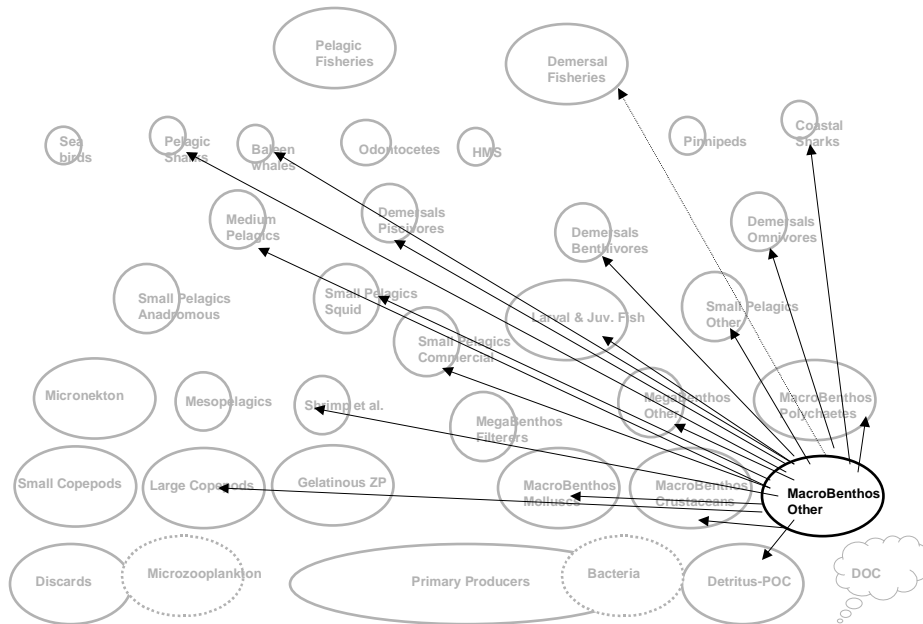 Pelagic
Fisheries
Demersal
Fisheries
Sea
birds
Pelagic
Sharks
Baleen
whales
Odontocetes
HMS
Pinnipeds
Coastal
Sharks
Medium
Pelagics
Demersals
Piscivores
Demersals
Benthivores
Demersals
Omnivores
Small Pelagics
Anadromous
Small Pelagics
Squid
Larval & Juv. Fish
Small Pelagics
Other
Small Pelagics
Commercial
Micronekton
Mesopelagics
Shrimp et al.
MegaBenthos
Filterers
MegaBenthos
Other
MacroBenthos
Polychaetes
Small Copepods
Large Copepods
Gelatinous ZP
MacroBenthos
Molluscs
MacroBenthos
Crustaceans
MacroBenthos
Other
Discards
Microzooplankton
Primary Producers
Bacteria
Detritus-POC
DOC